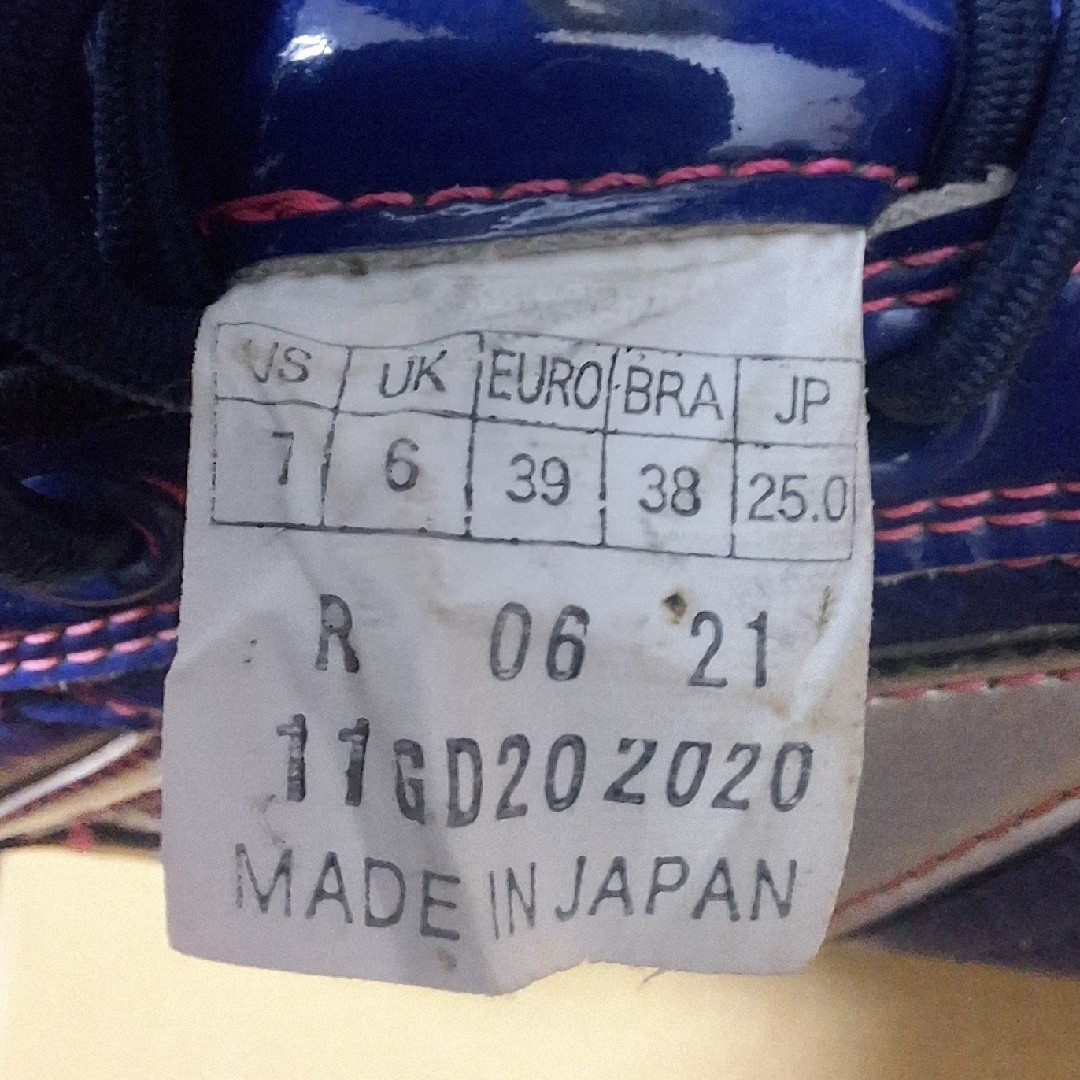 US UK EURO BRA JP
7 6 39 38 25.0
R 06 21
11GD202020
MADE IN JAPAN